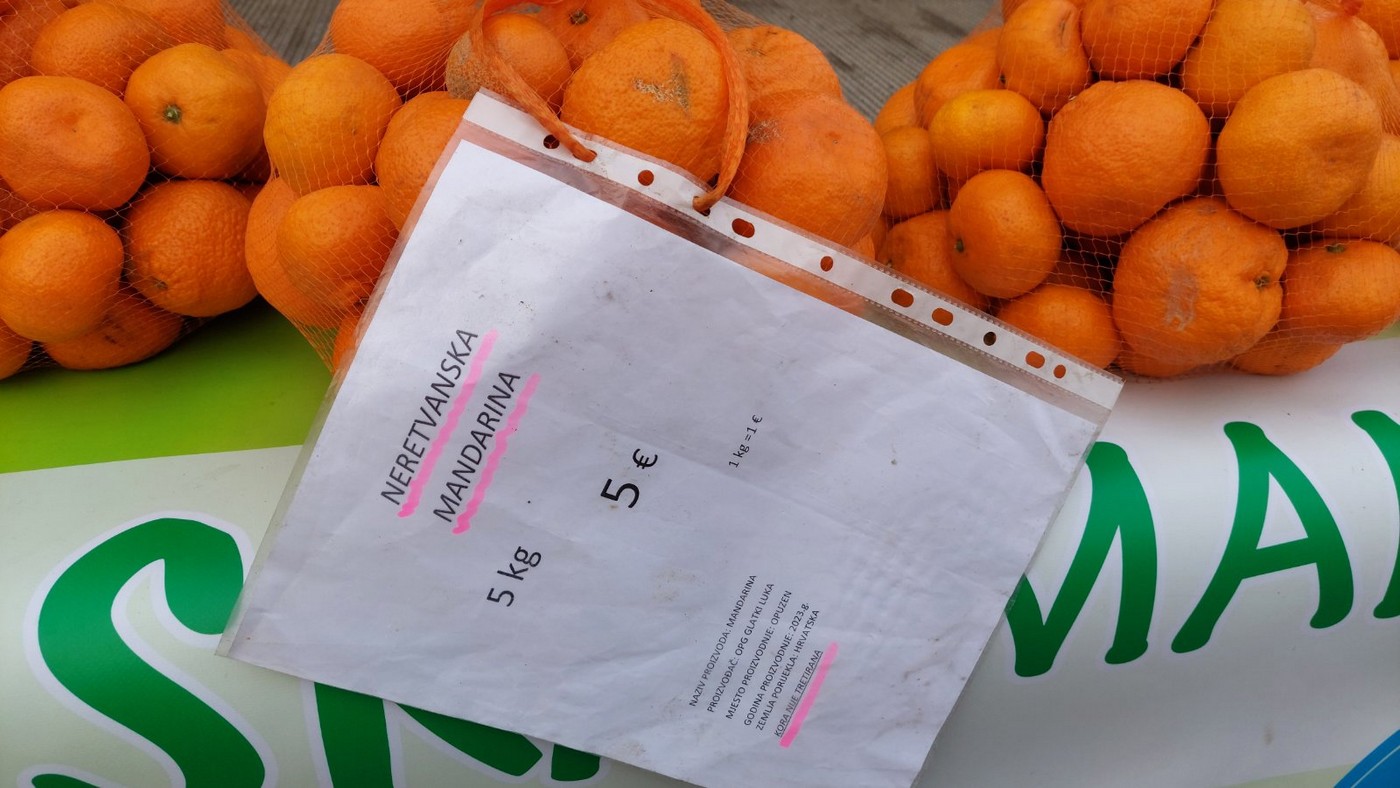 NERETVANSKA
MANDARINA
5 kg
5 €
1 kg =1 €
NAZIV PROIZVODA: MANDARINA
PROIZVOĐAČ: OPG GLATKI LUKA
MJESTO PROIZVODNJE: OPUZEN
GODINA PROIZVODNJE: 2023.g.
ZEMLJA PORIJEKLA: HRVATSKA
KORA NIJE TRETIRANA